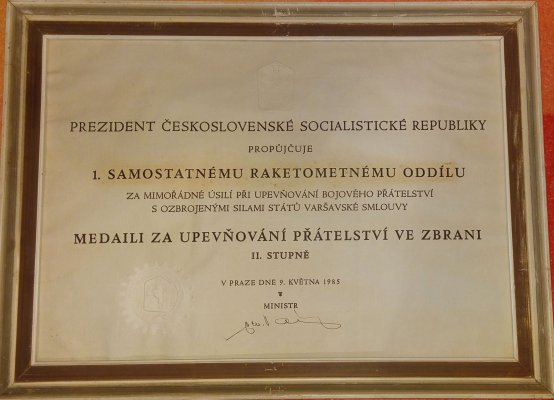 PREZIDENT ČESKOSLOVENSKÉ SOCIALISTICKÉ REPUBLIKY
PROPŮJČUJE
1. SAMOSTATNÉMU RAKETOMETNÉMU ODDÍLU
ZA MIMOŘÁDNÉ ÚSILÍ PŘI UPEVŇOVÁNÍ BOJOVÉHO PŘÁTELSTVÍ
S OZBROJENÝMI SILAMI STÁTŮ VARŠAVSKÉ SMLOUVY
MEDAILI ZA UPEVŇOVÁNÍ PŘÁTELSTVÍ VE ZBRANI
II. STUPNĚ
V PRAZE DNE 9. KVĚTNA 1985
MINISTR